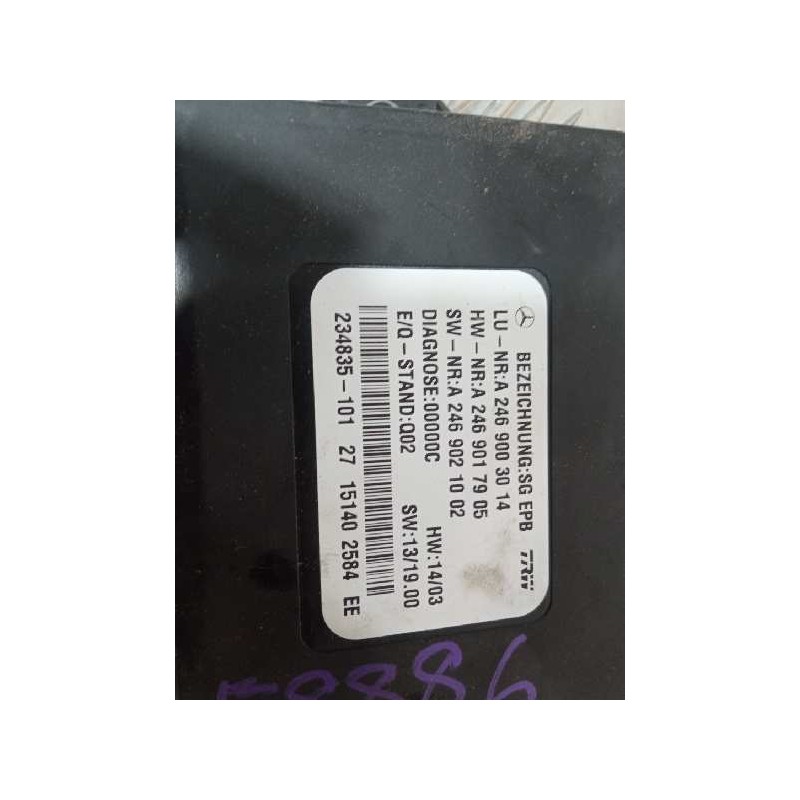 BEZEICHNUNG:SG EPB TRW
LU-NR:A 246 900 30 14
HW-NR:A 246 901 79 05
SW-NR:A 246 902 10 02
DIAGNOSE:00000C HW:14/03
E/Q-STAND:Q02 SW:13/19.00
234835-101 27 15140 2584 EE